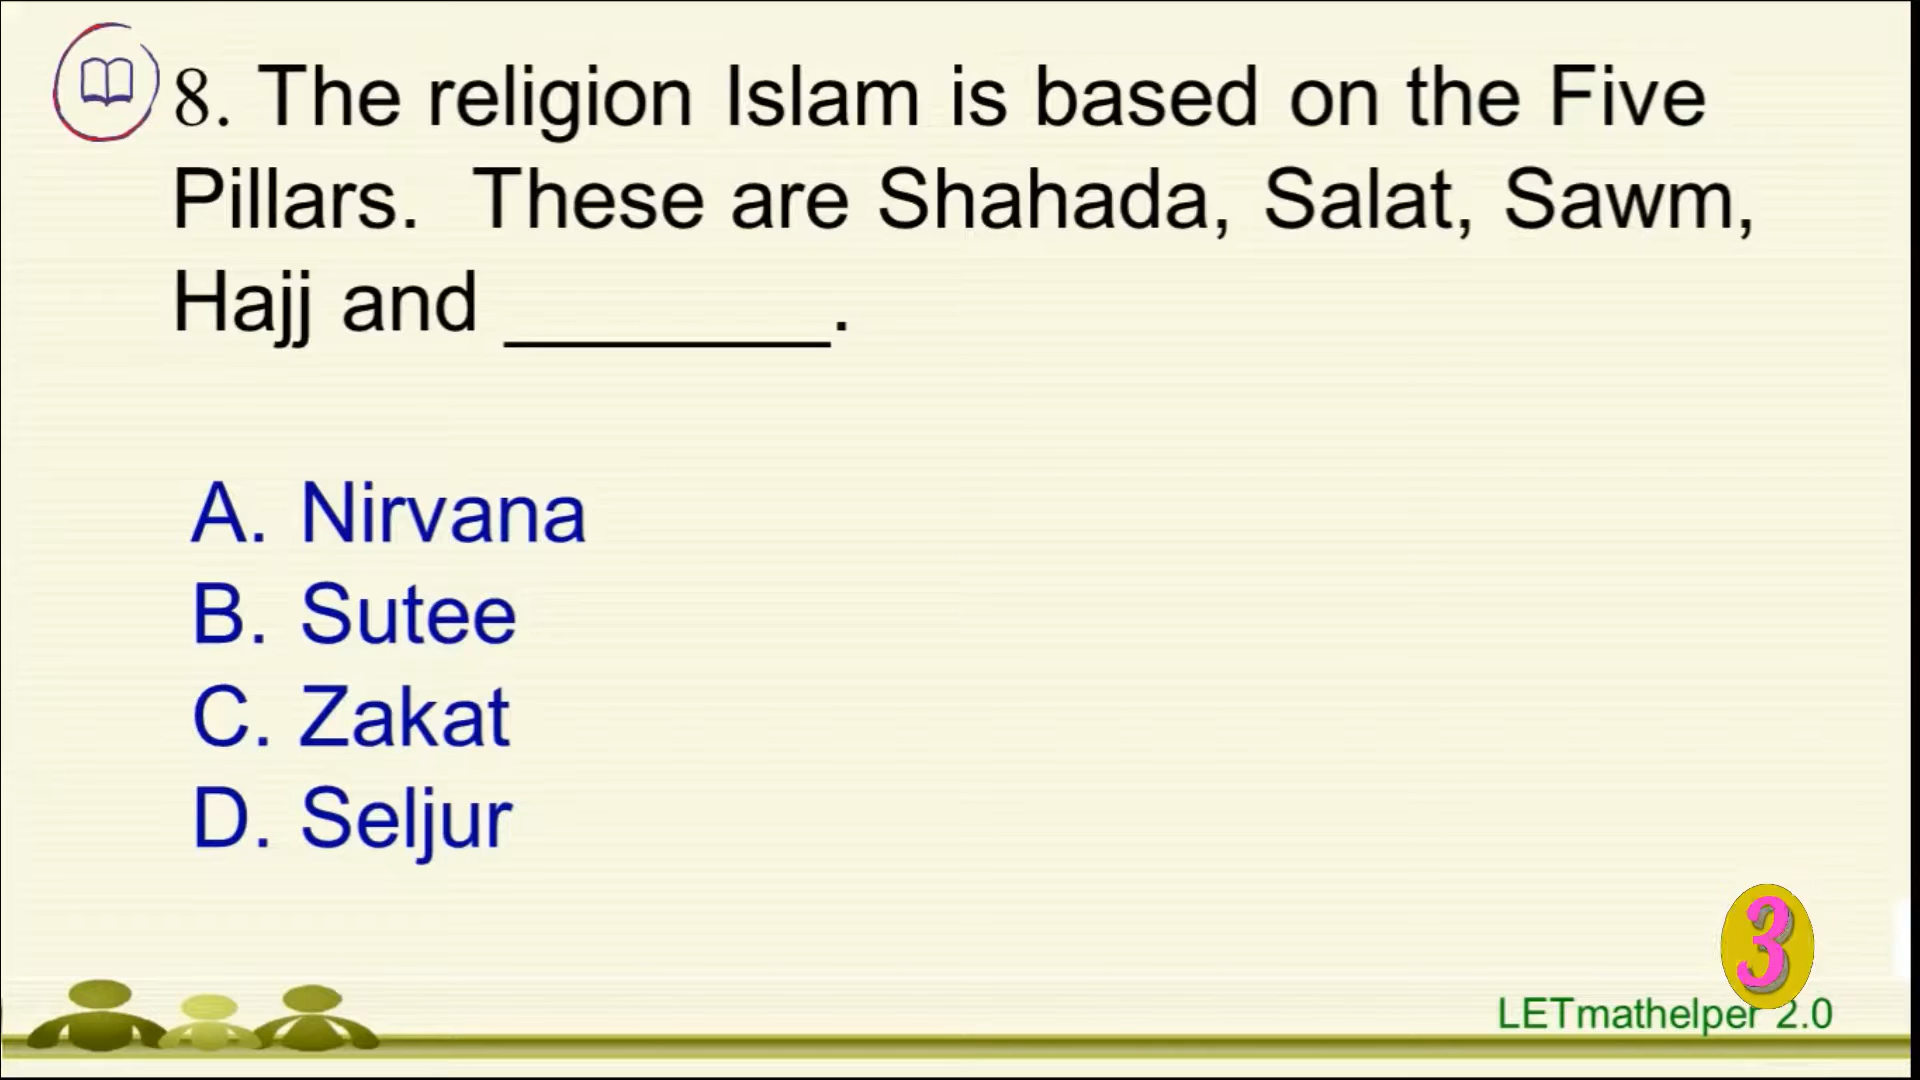 8. The religion Islam is based on the Five
Pillars. These are Shahada, Salat, Sawm,
Hajj and ________.
A. Nirvana
B. Sutee
C. Zakat
D. Seljur
3
LETmathelper 2.0